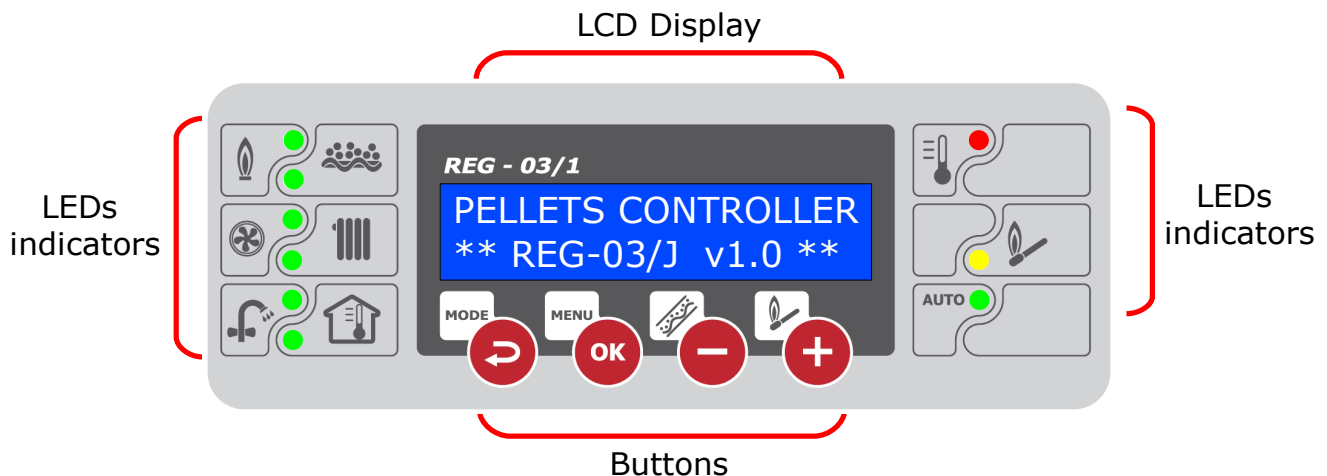 LCD Display
LEDs
indicators
REG - 03/1
PELLETS CONTROLLER
** REG-03/J v1.0 **
MODE
MENU
OK
AUTO
LEDs
indicators
Buttons